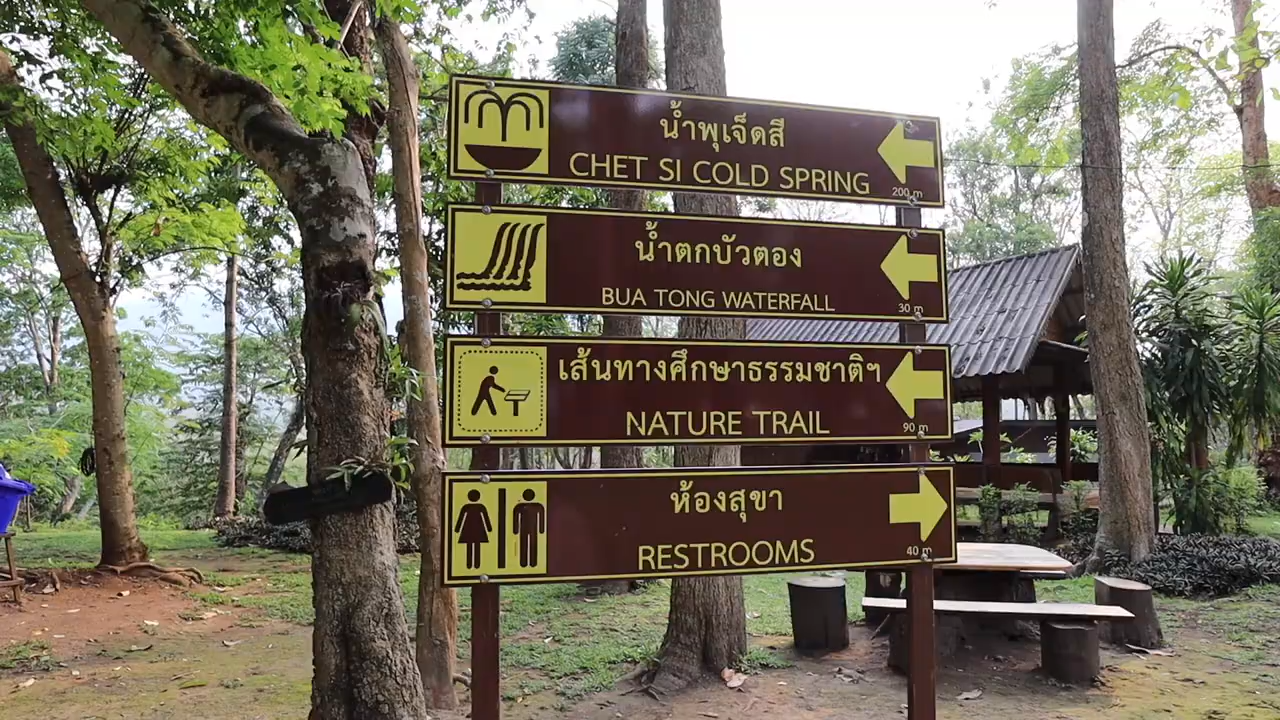 น้ำพุเจ็ดสี
CHET SI COLD SPRING
200 m
น้ำตกบัวตอง
BUA TONG WATERFALL
30 m
เส้นทางศึกษาธรรมชาติฯ
NATURE TRAIL
90 m
ห้องสุขา
RESTROOMS
40 m